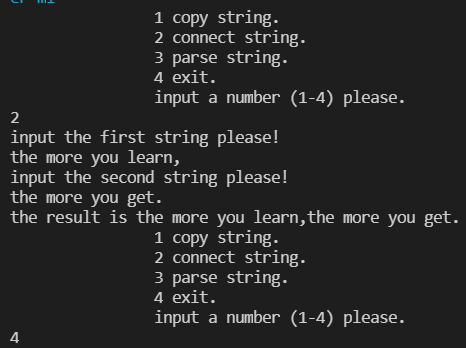 1 copy string.
2 connect string.
3 parse string.
4 exit.
input a number (1-4) please.
2
input the first string please!
the more you learn,
input the second string please!
the more you get.
the result is the more you learn,the more you get.
1 copy string.
2 connect string.
3 parse string.
4 exit.
input a number (1-4) please.
4